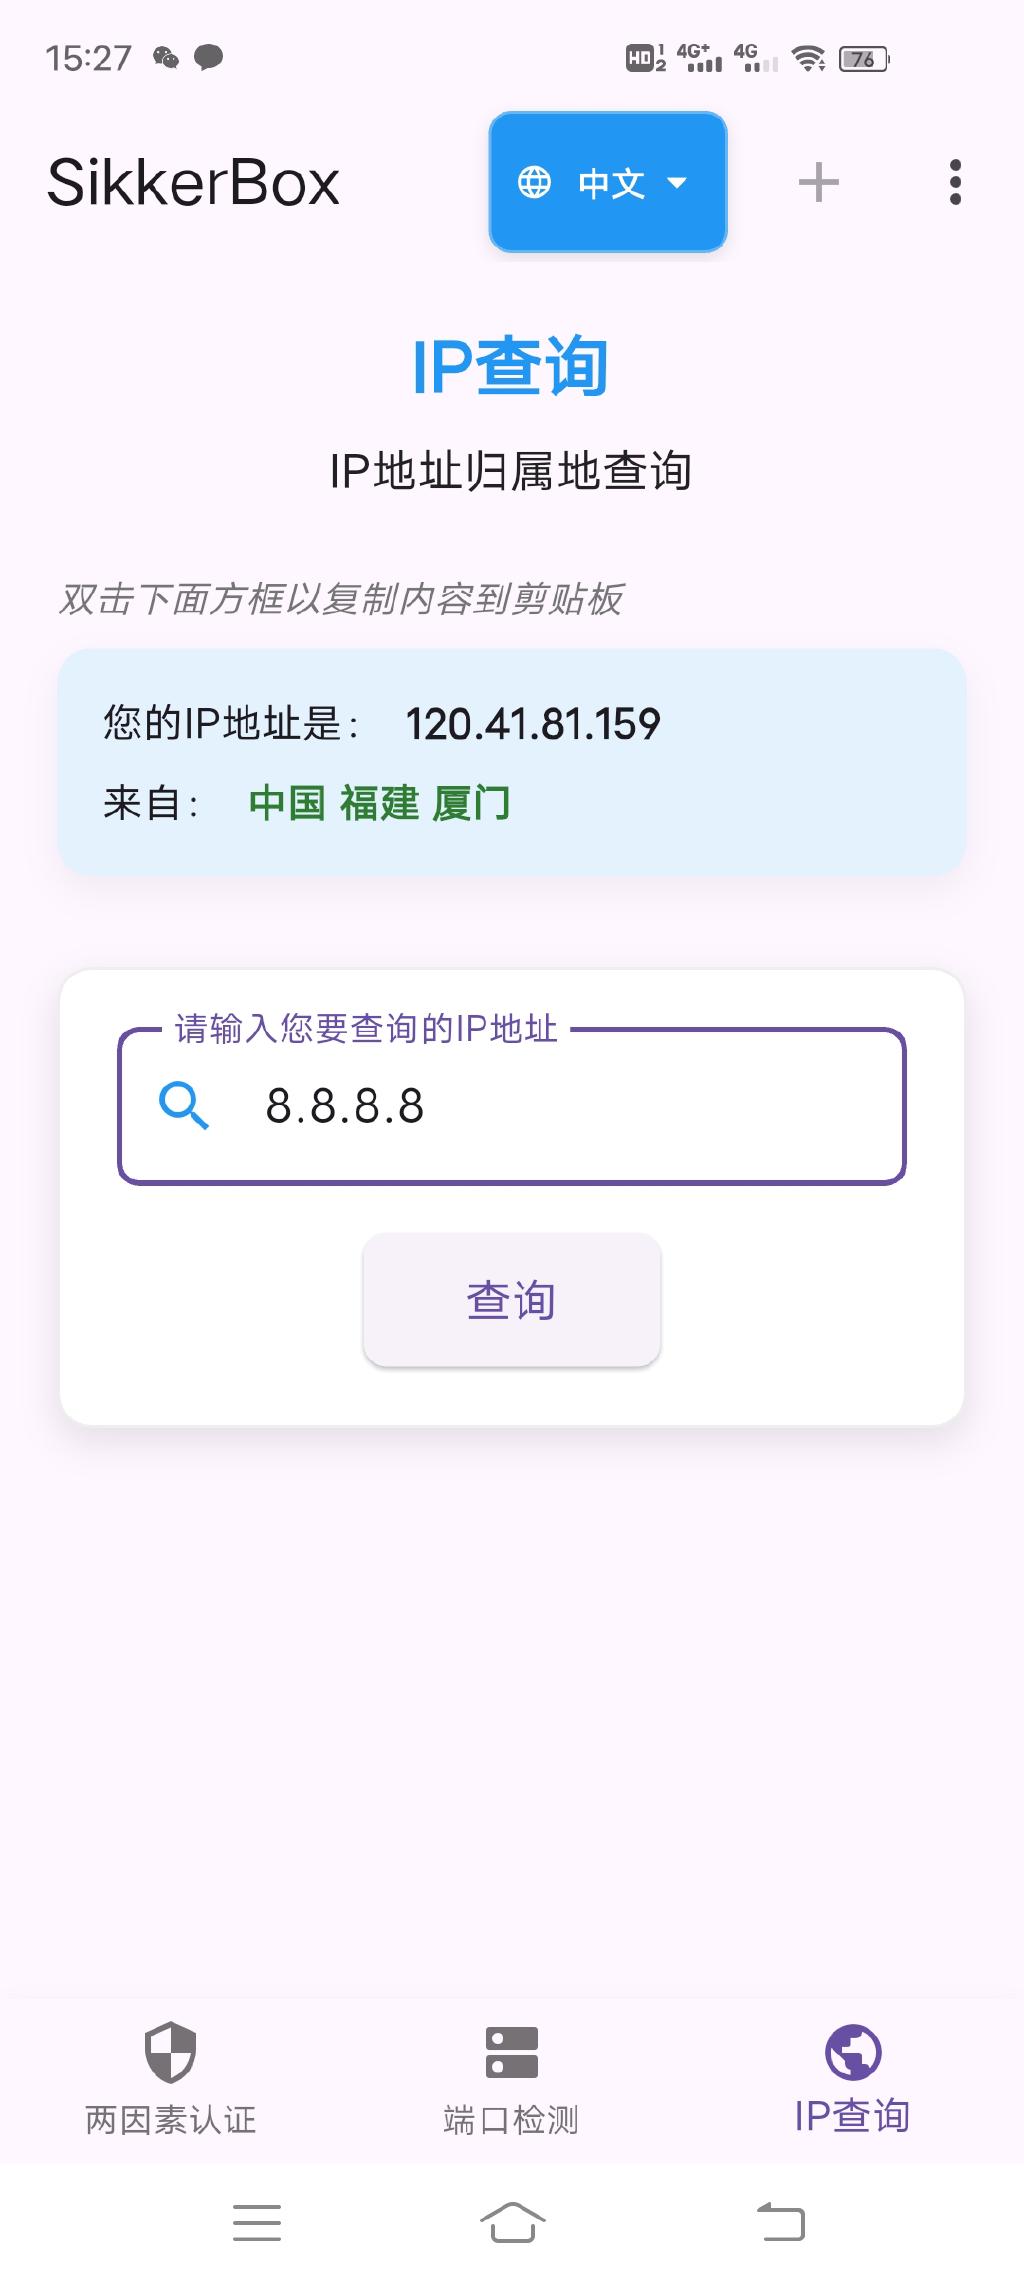 15:27 HD 1 2 4G+ 4G 76
SikkerBox 中文
IP查询
IP地址归属地查询
双击下面方框以复制内容到剪贴板
您的IP地址是： 120.41.81.159
来自： 中国 福建 厦门
请输入您要查询的IP地址
8.8.8.8
查询
两因素认证 端口检测 IP查询